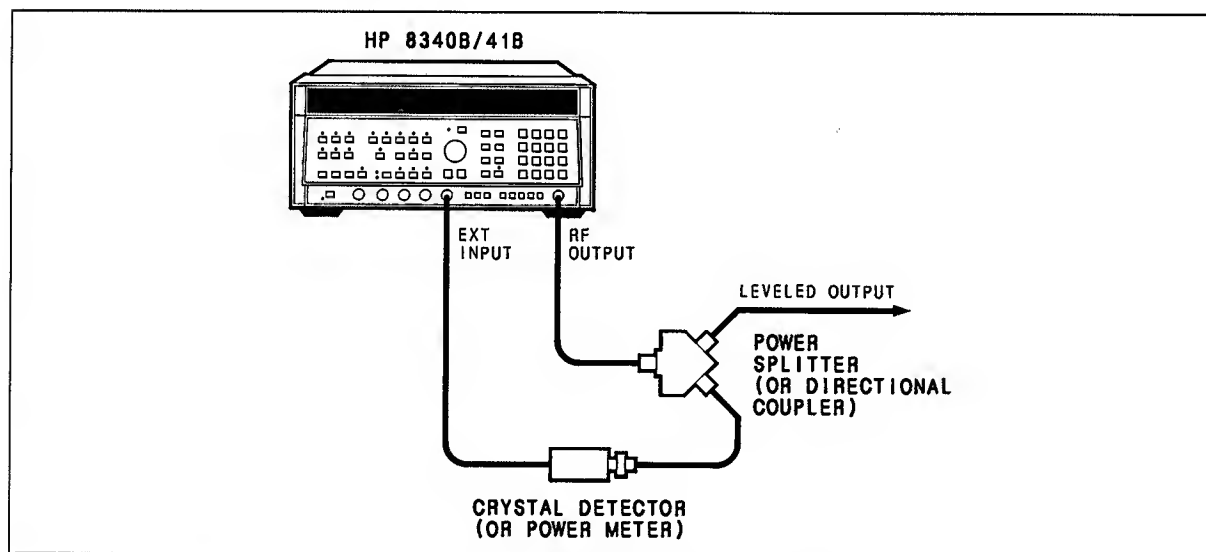 HP 8340B/41B
EXT
INPUT
RF
OUTPUT
LEVELED OUTPUT
POWER
SPLITTER
(OR DIRECTIONAL
COUPLER)
CRYSTAL DETECTOR
(OR POWER METER)